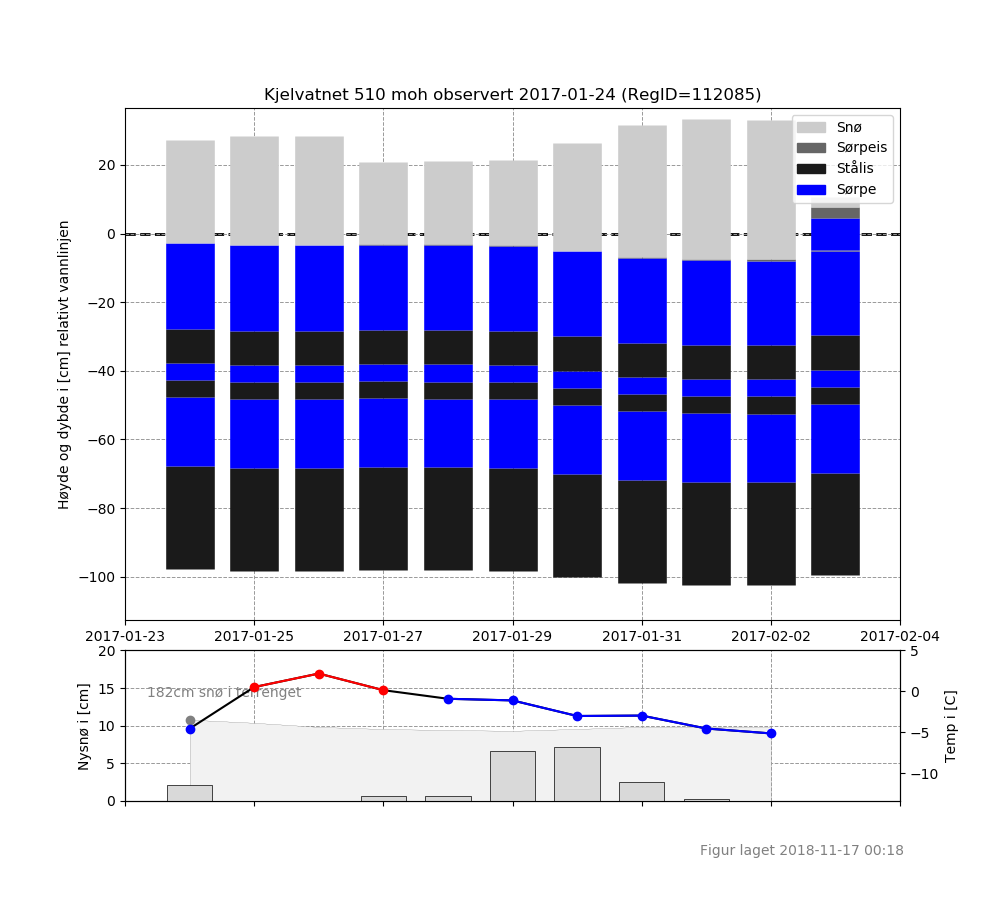 Kjelvatnet 510 moh observert 2017-01-24 (RegID=112085)
Snø
Sørpeis
Stålis
Sørpe
Høyde og dybde i [cm] relativt vannlinjen
20
0
−20
−40
−60
−80
−100
2017-01-23 2017-01-25 2017-01-27 2017-01-29 2017-01-31 2017-02-02 2017-02-04
Nysnø i [cm]
20
15
10
5
0
182cm snø i terrenget
5
0
−5
−10
Temp i [C]
Figur laget 2018-11-17 00:18